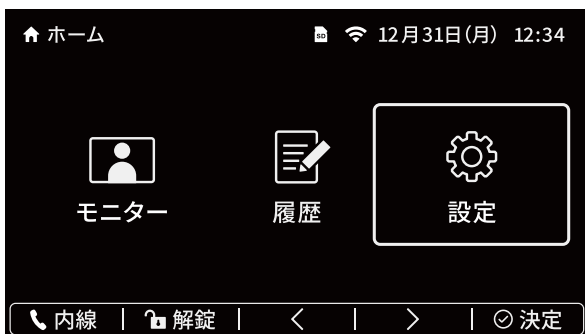 ホーム SD 12月31日(月) 12:34
モニター 履歴 設定
内線 解錠 < > 決定